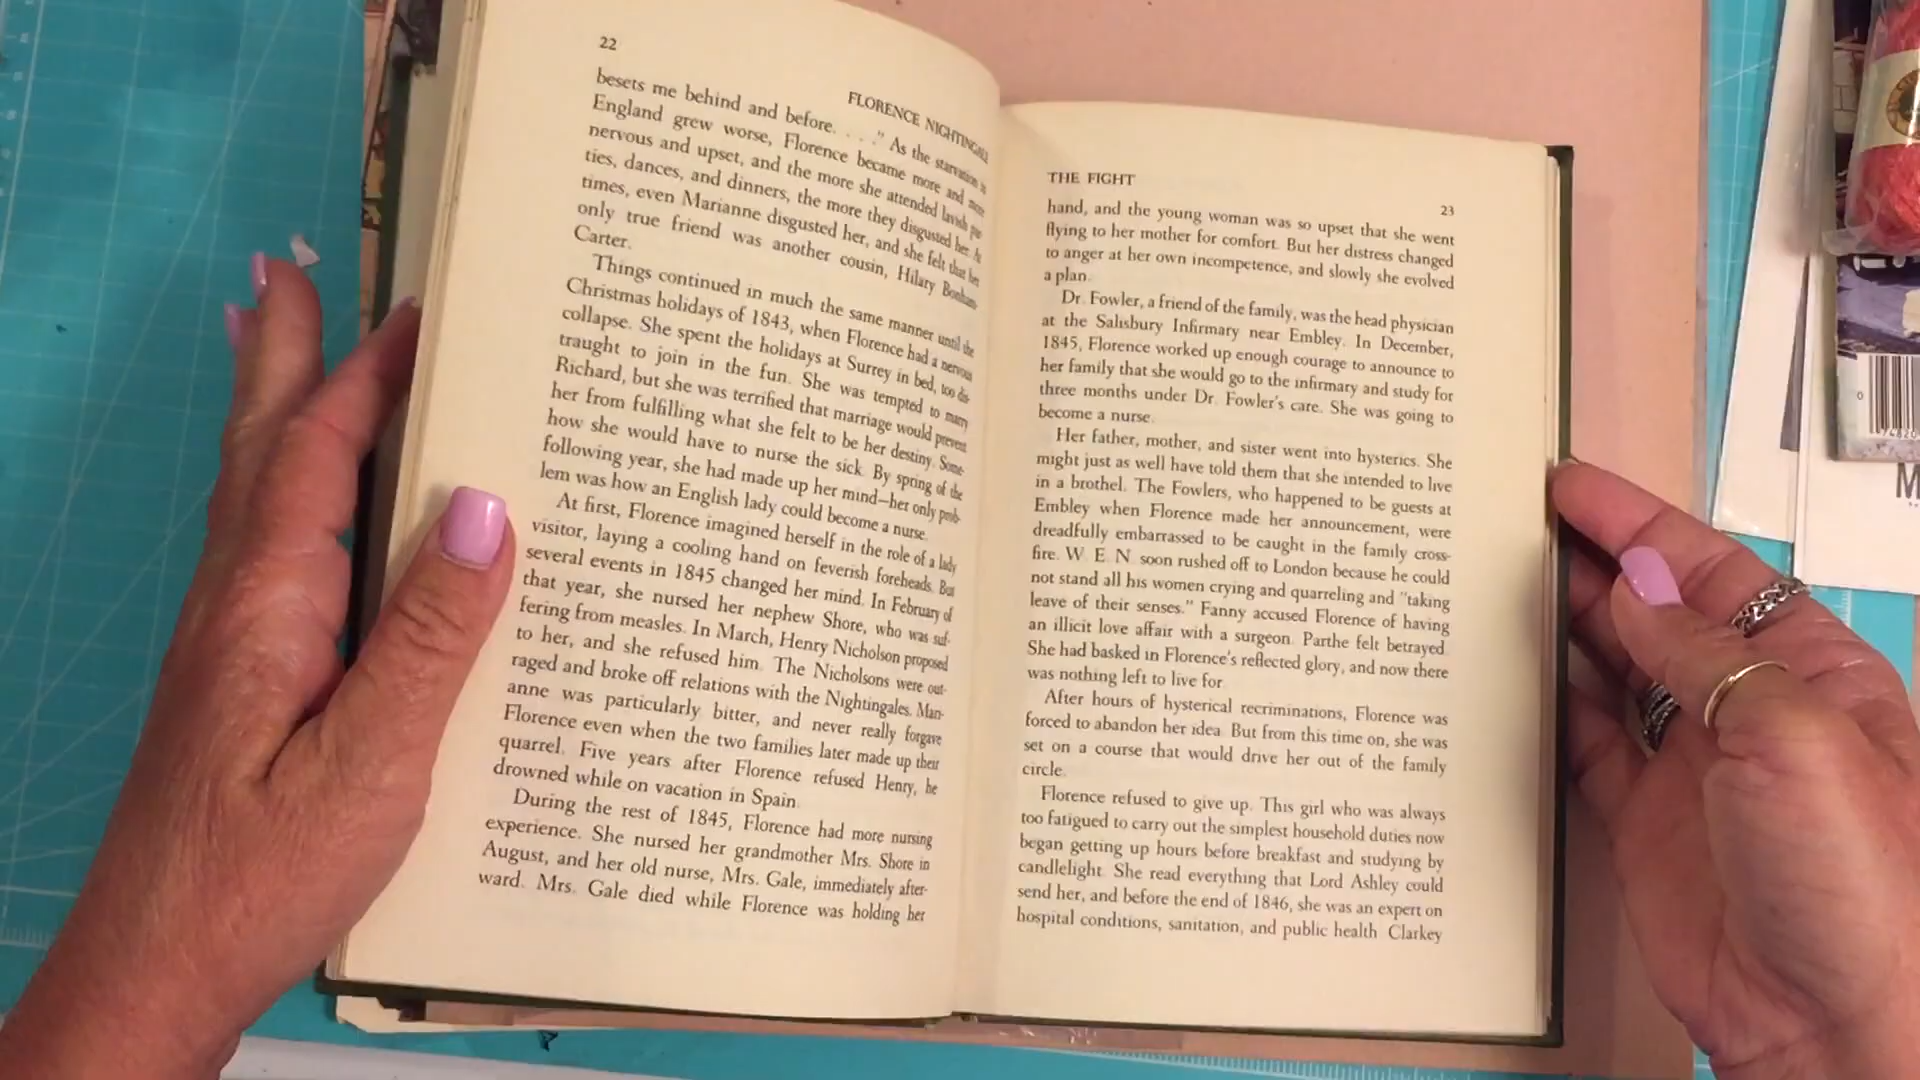 22
FLORENCE NIGHTINGALE
besets me behind and before. . . ." As the starvation in
England grew worse, Florence became more and more
nervous and upset, and the more she attended lavish par-
ties, dances, and dinners, the more they disgusted her. At
times, even Marianne disgusted her, and she felt that her
only true friend was another cousin, Hilary Bonham-
Carter.
Things continued in much the same manner until the
Christmas holidays of 1843, when Florence had a nervous
collapse. She spent the holidays at Surrey in bed, too dis-
traught to join in the fun. She was tempted to marry
Richard, but she was terrified that marriage would prevent
her from fulfilling what she felt to be her destiny. Some-
how she would have to nurse the sick. By spring of the
following year, she had made up her mind—her only prob-
lem was how an English lady could become a nurse.
At first, Florence imagined herself in the role of a lady
visitor, laying a cooling hand on feverish foreheads. But
several events in 1845 changed her mind. In February of
that year, she nursed her nephew Shore, who was suf-
fering from measles. In March, Henry Nicholson proposed
to her, and she refused him. The Nicholsons were out-
raged and broke off relations with the Nightingales. Mari-
anne was particularly bitter, and never really forgave
Florence even when the two families later made up their
quarrel. Five years after Florence refused Henry, he
drowned while on vacation in Spain.
During the rest of 1845, Florence had more nursing
experience. She nursed her grandmother Mrs. Shore in
August, and her old nurse, Mrs. Gale, immediately after-
ward. Mrs. Gale died while Florence was holding her
THE FIGHT
23
hand, and the young woman was so upset that she went
flying to her mother for comfort. But her distress changed
to anger at her own incompetence, and slowly she evolved
a plan.
Dr. Fowler, a friend of the family, was the head physician
at the Salisbury Infirmary near Embley. In December,
1845, Florence worked up enough courage to announce to
her family that she would go to the infirmary and study for
three months under Dr. Fowler's care. She was going to
become a nurse.
Her father, mother, and sister went into hysterics. She
might just as well have told them that she intended to live
in a brothel. The Fowlers, who happened to be guests at
Embley when Florence made her announcement, were
dreadfully embarrassed to be caught in the family cross-
fire. W. E. N. soon rushed off to London because he could
not stand all his women crying and quarreling and "taking
leave of their senses." Fanny accused Florence of having
an illicit love affair with a surgeon. Parthe felt betrayed.
She had basked in Florence's reflected glory, and now there
was nothing left to live for.
After hours of hysterical recriminations, Florence was
forced to abandon her idea. But from this time on, she was
set on a course that would drive her out of the family
circle.
Florence refused to give up. This girl who was always
too fatigued to carry out the simplest household duties now
began getting up hours before breakfast and studying by
candlelight. She read everything that Lord Ashley could
send her, and before the end of 1846, she was an expert on
hospital conditions, sanitation, and public health. Clarkey